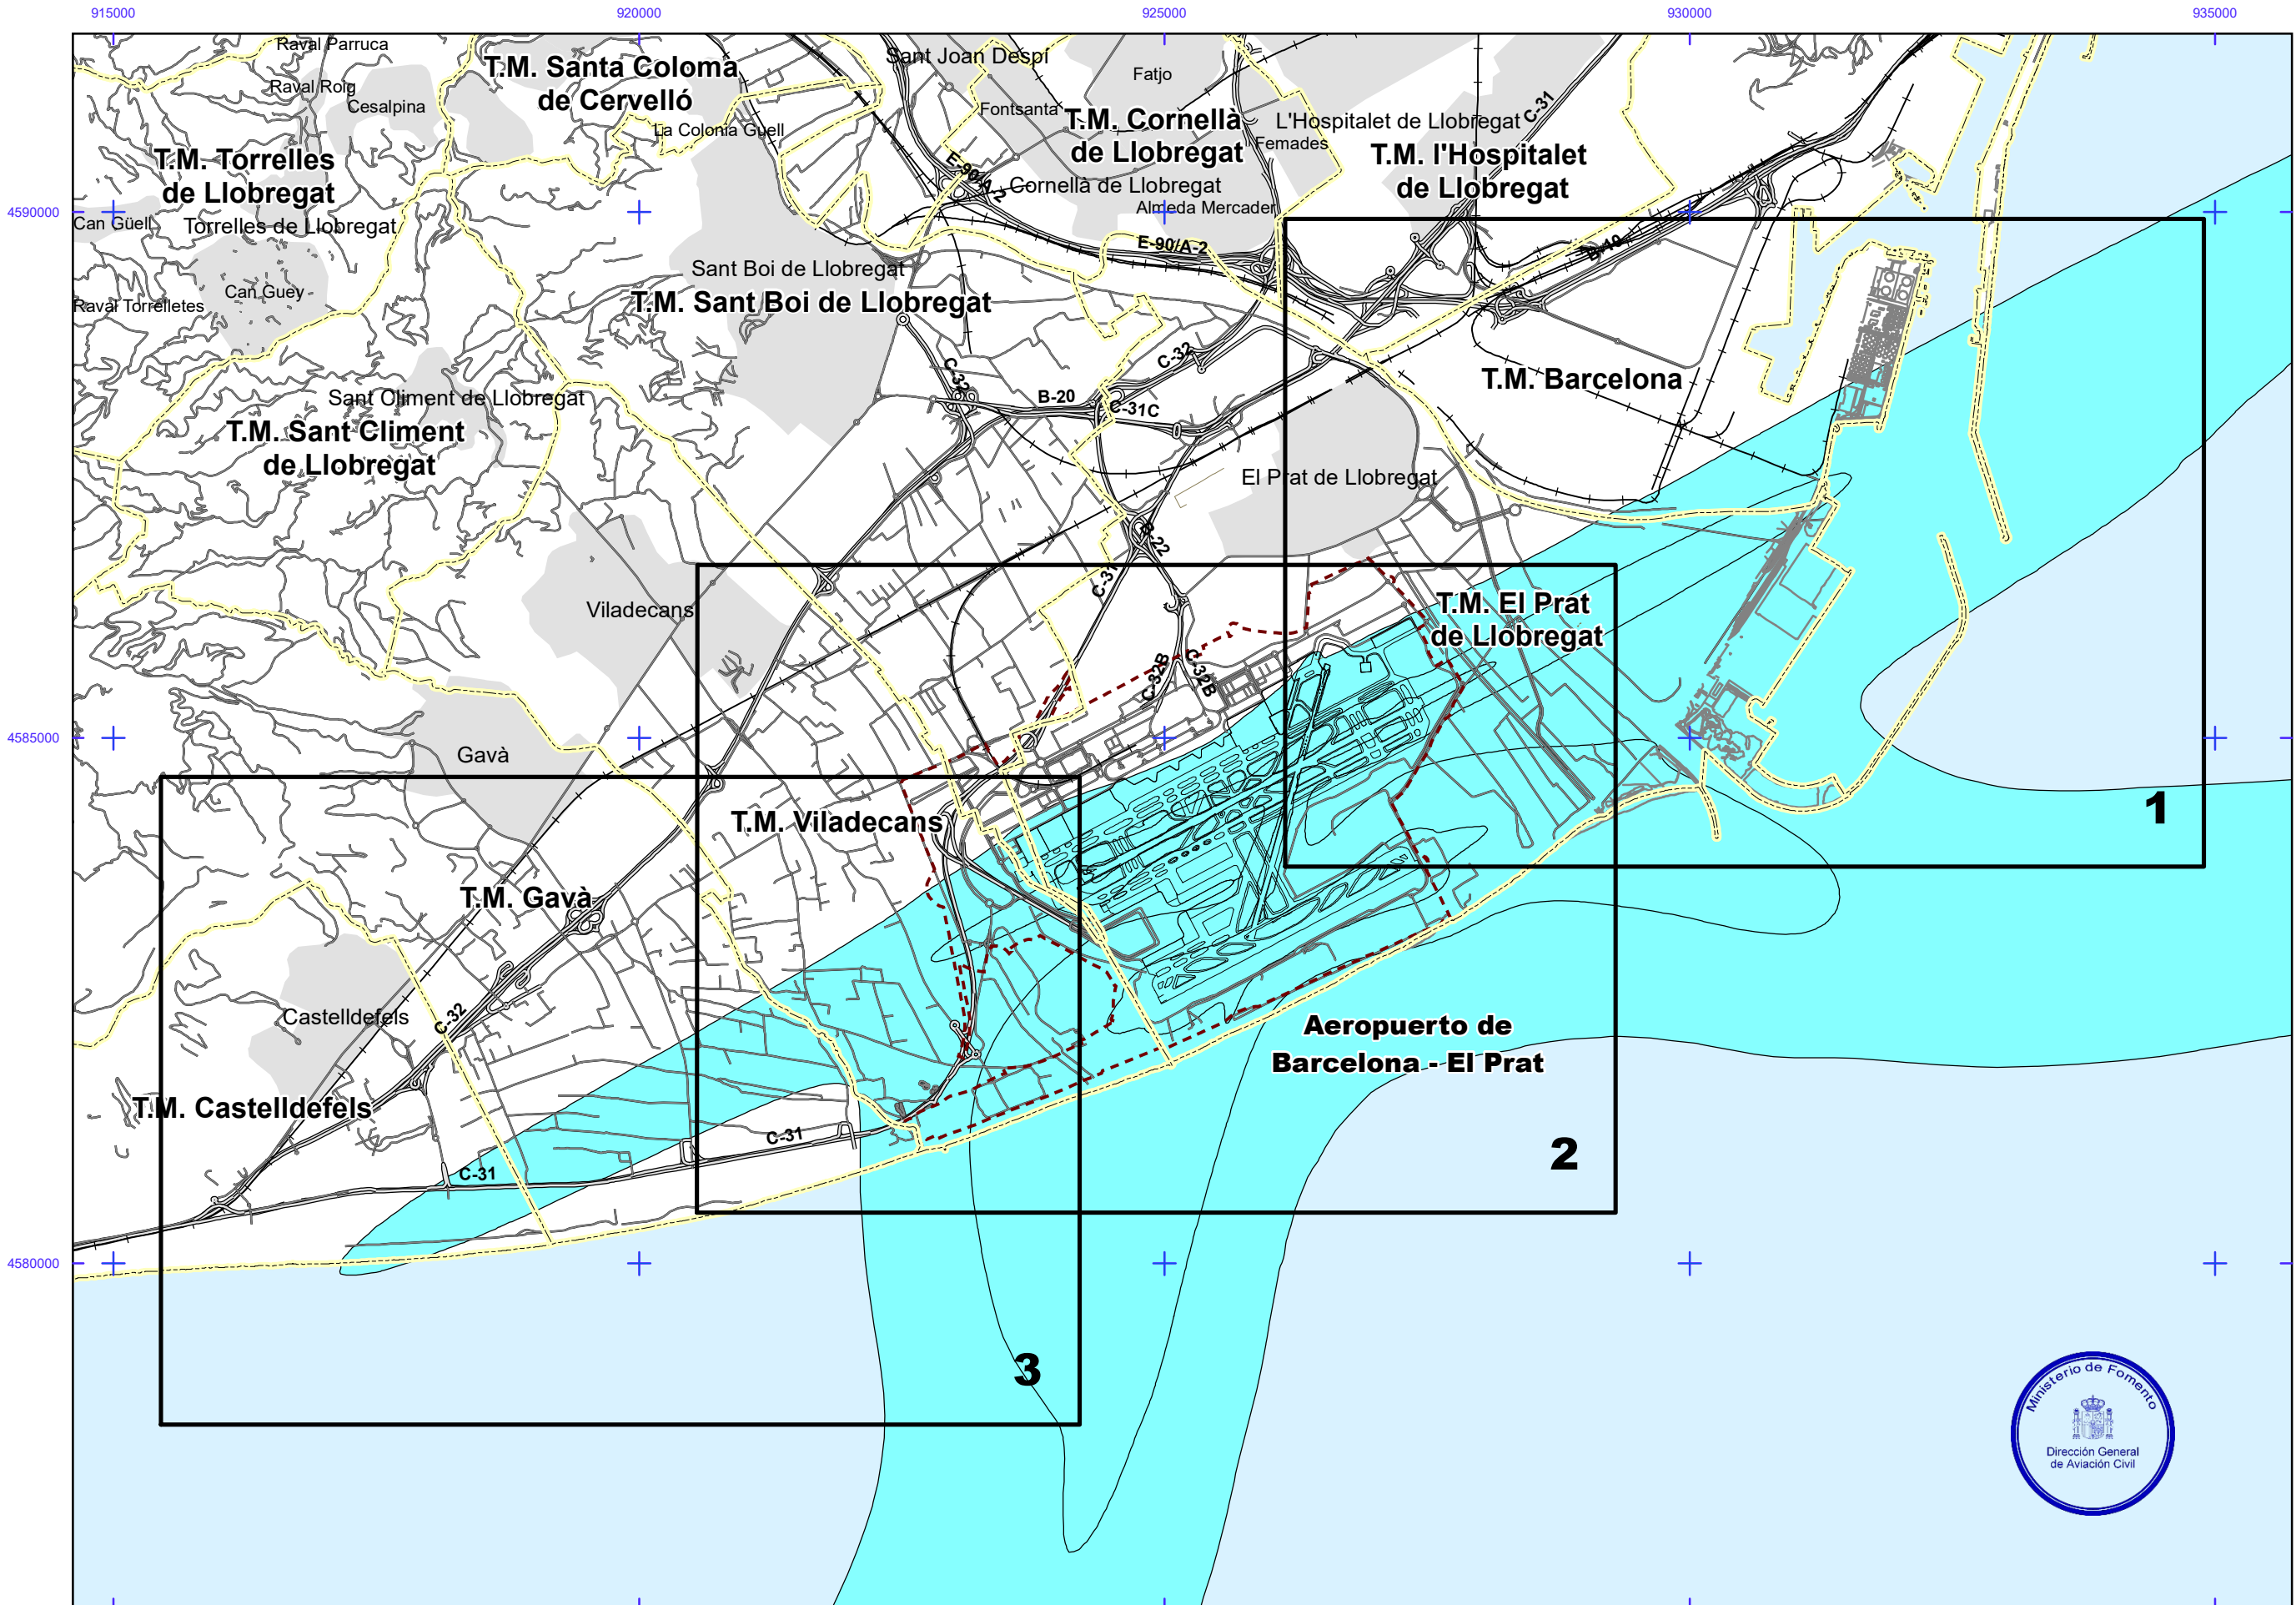 915000
920000
925000
930000
935000
Raval Parruca
Sant Joan Despí
T.M. Santa Coloma
de Cervelló
Fatjo
Raval Roig
Cesalpina
Fontsanta
T.M. Cornellà
de Llobregat
L'Hospitalet de Llobregat
C-31
La Colonia Guell
Femades
T.M. Torrelles
de Llobregat
T.M. l'Hospitalet
de Llobregat
E-90/A-2
Cornellà de Llobregat
Almeda Mercader
4590000
Can Güell
Torrelles de Llobregat
E-90/A-2
B-10
Sant Boi de Llobregat
T.M. Sant Boi de Llobregat
Can Guey
Raval Torrelletes
C-32
C-32
T.M. Barcelona
Sant Climent de Llobregat
B-20
C-31C
T.M. Sant Climent
de Llobregat
El Prat de Llobregat
B-22
C-31
Viladecans
T.M. El Prat
de Llobregat
C-32B
C-32B
4585000
Gavà
1
T.M. Viladecans
T.M. Gavà
Castelldefels
C-32
Aeropuerto de
Barcelona - El Prat
T.M. Castelldefels
C-31
2
C-31
4580000
3
Ministerio de Fomento
Dirección General
de Aviación Civil